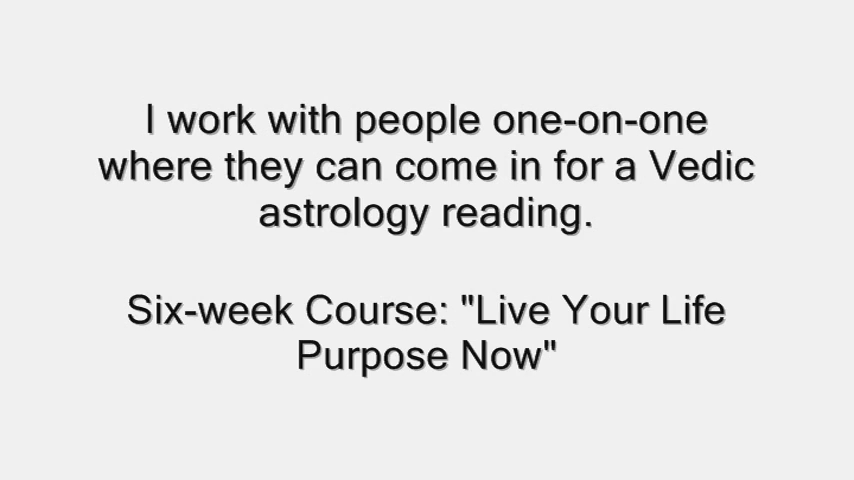 I work with people one-on-one
where they can come in for a Vedic
astrology reading.
Six-week Course: "Live Your Life
Purpose Now"